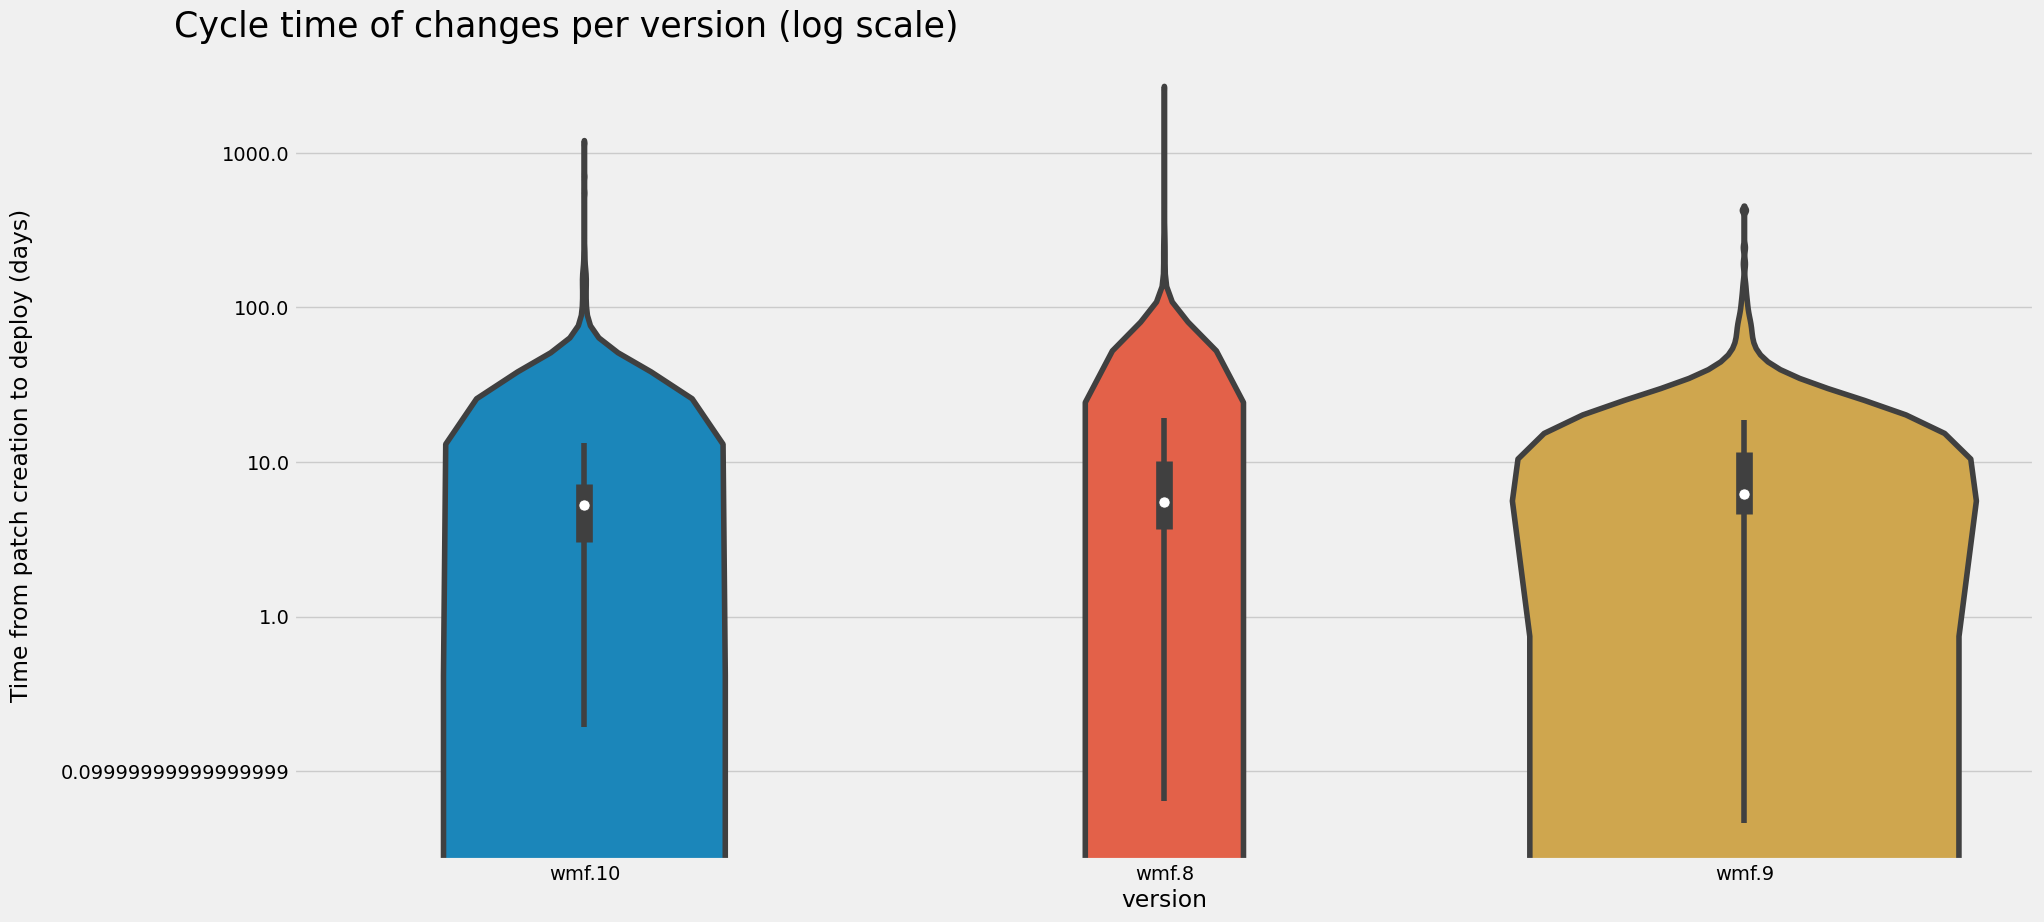 Cycle time of changes per version (log scale)
Time from patch creation to deploy (days)
1000.0
100.0
10.0
1.0
0.09999999999999999
wmf.10
wmf.8
wmf.9
version